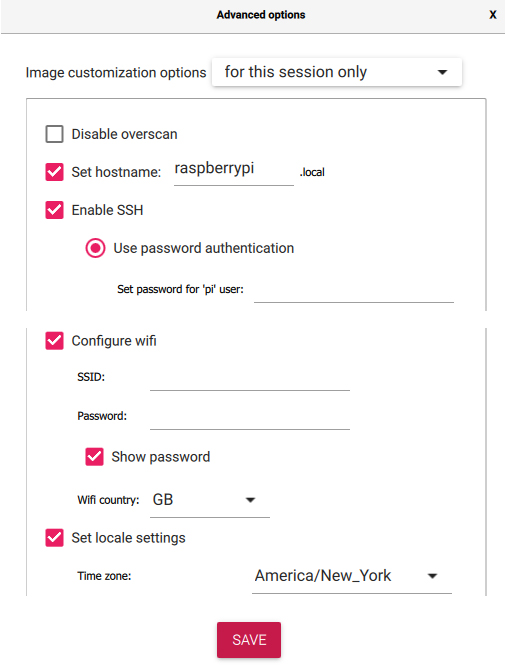 Advanced options X
Image customization options for this session only
Disable overscan
Set hostname: raspberrypi .local
Enable SSH
Use password authentication
Set password for 'pi' user:
Configure wifi
SSID:
Password:
Show password
Wifi country: GB
Set locale settings
Time zone: America/New_York
SAVE